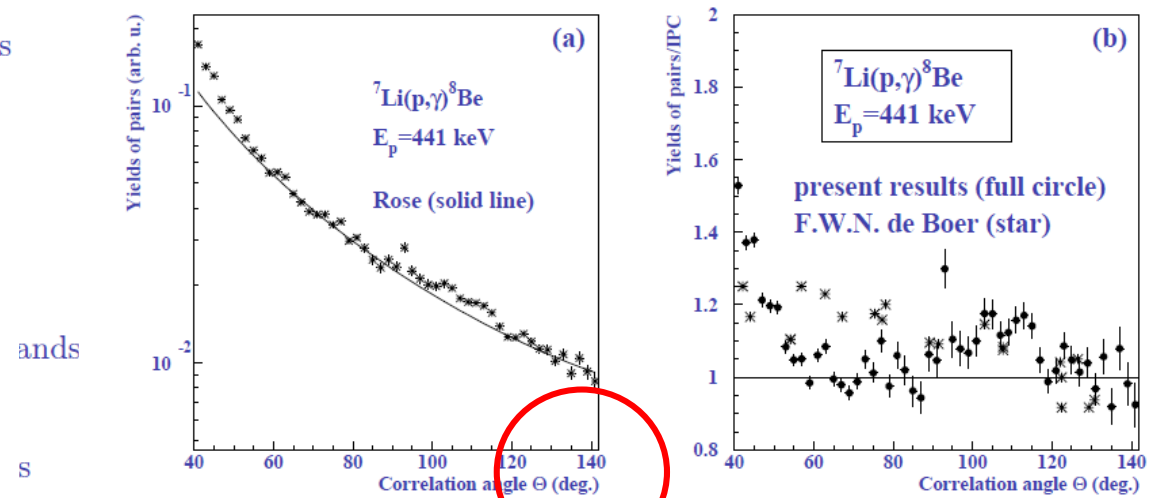 s
ands
s
(a)
Yields of pairs (arb. u.)
10 -1
10 -2
7Li(p,γ)8Be
Ep=441 keV
Rose (solid line)
40 60 80 100 120 140
Correlation angle Θ (deg.)
(b)
Yields of pairs/IPC
2
1.8
1.6
1.4
1.2
1
0.8
7Li(p,γ)8Be
Ep=441 keV
present results (full circle)
F.W.N. de Boer (star)
40 60 80 100 120 140
Correlation angle Θ (deg.)